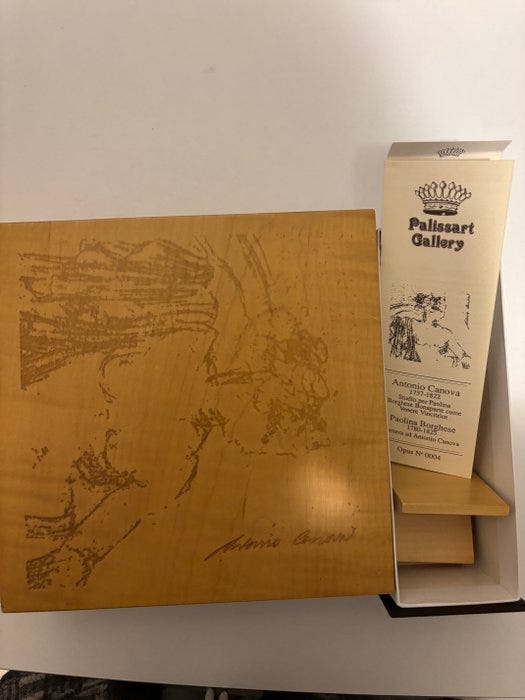 Palissart
Gallery
Antonio Canova
Antonio Canova
1757-1822
Studio per Paolina
Borghese Bonaparte come
Venere Vincitrice
Paolina Borghese
1780-1825
ad Antonio Canova
Opus N° 0004